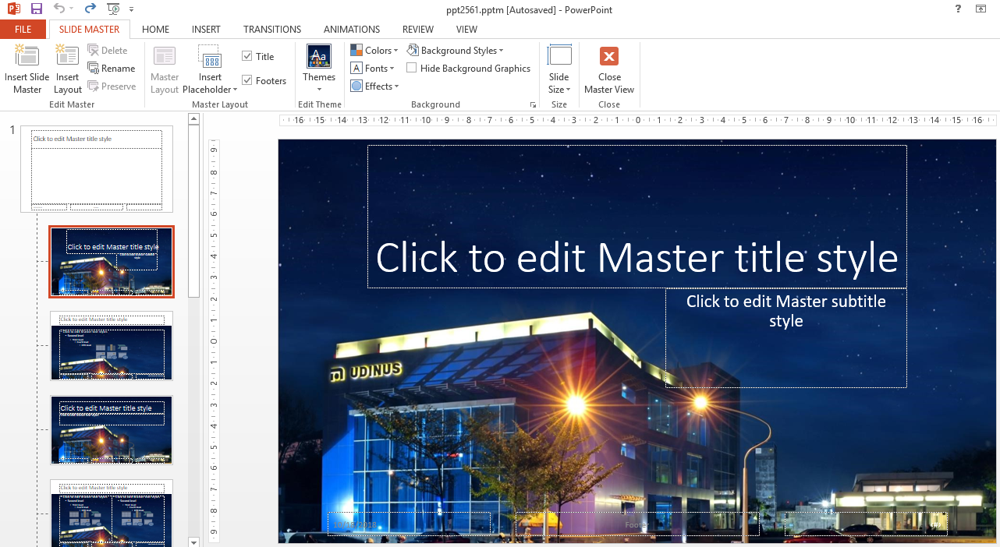 ppt2561.pptm [Autosaved] - PowerPoint
?
FILE SLIDE MASTER HOME INSERT TRANSITIONS ANIMATIONS REVIEW VIEW
Insert Slide Master
Insert Layout
Delete
Rename
Preserve
Edit Master
Master Layout
Insert Placeholder
Title
Footers
Master Layout
Aa
Themes
Edit Theme
Colors
A Fonts
Effects
Background Styles
Hide Background Graphics
Background
Slide Size
Size
Close Master View
Close
16 15 14 13 12 11 10 9 8 7 6 5 4 3 2 1 0 1 2 3 4 5 6 7 8 9 10 11 12 13 14 15 16
9 8 7 6 5 4 3 2 1 0 1 2 3 4 5 6 7 8 9
1
Click to edit Master title style
Click to edit Master title style
Click to edit Master title style
Second level
Click to edit Master title style
Click to edit Master title style
Second level
Second level
Click to edit Master title style
Click to edit Master subtitle
style
UDINUS
Footer